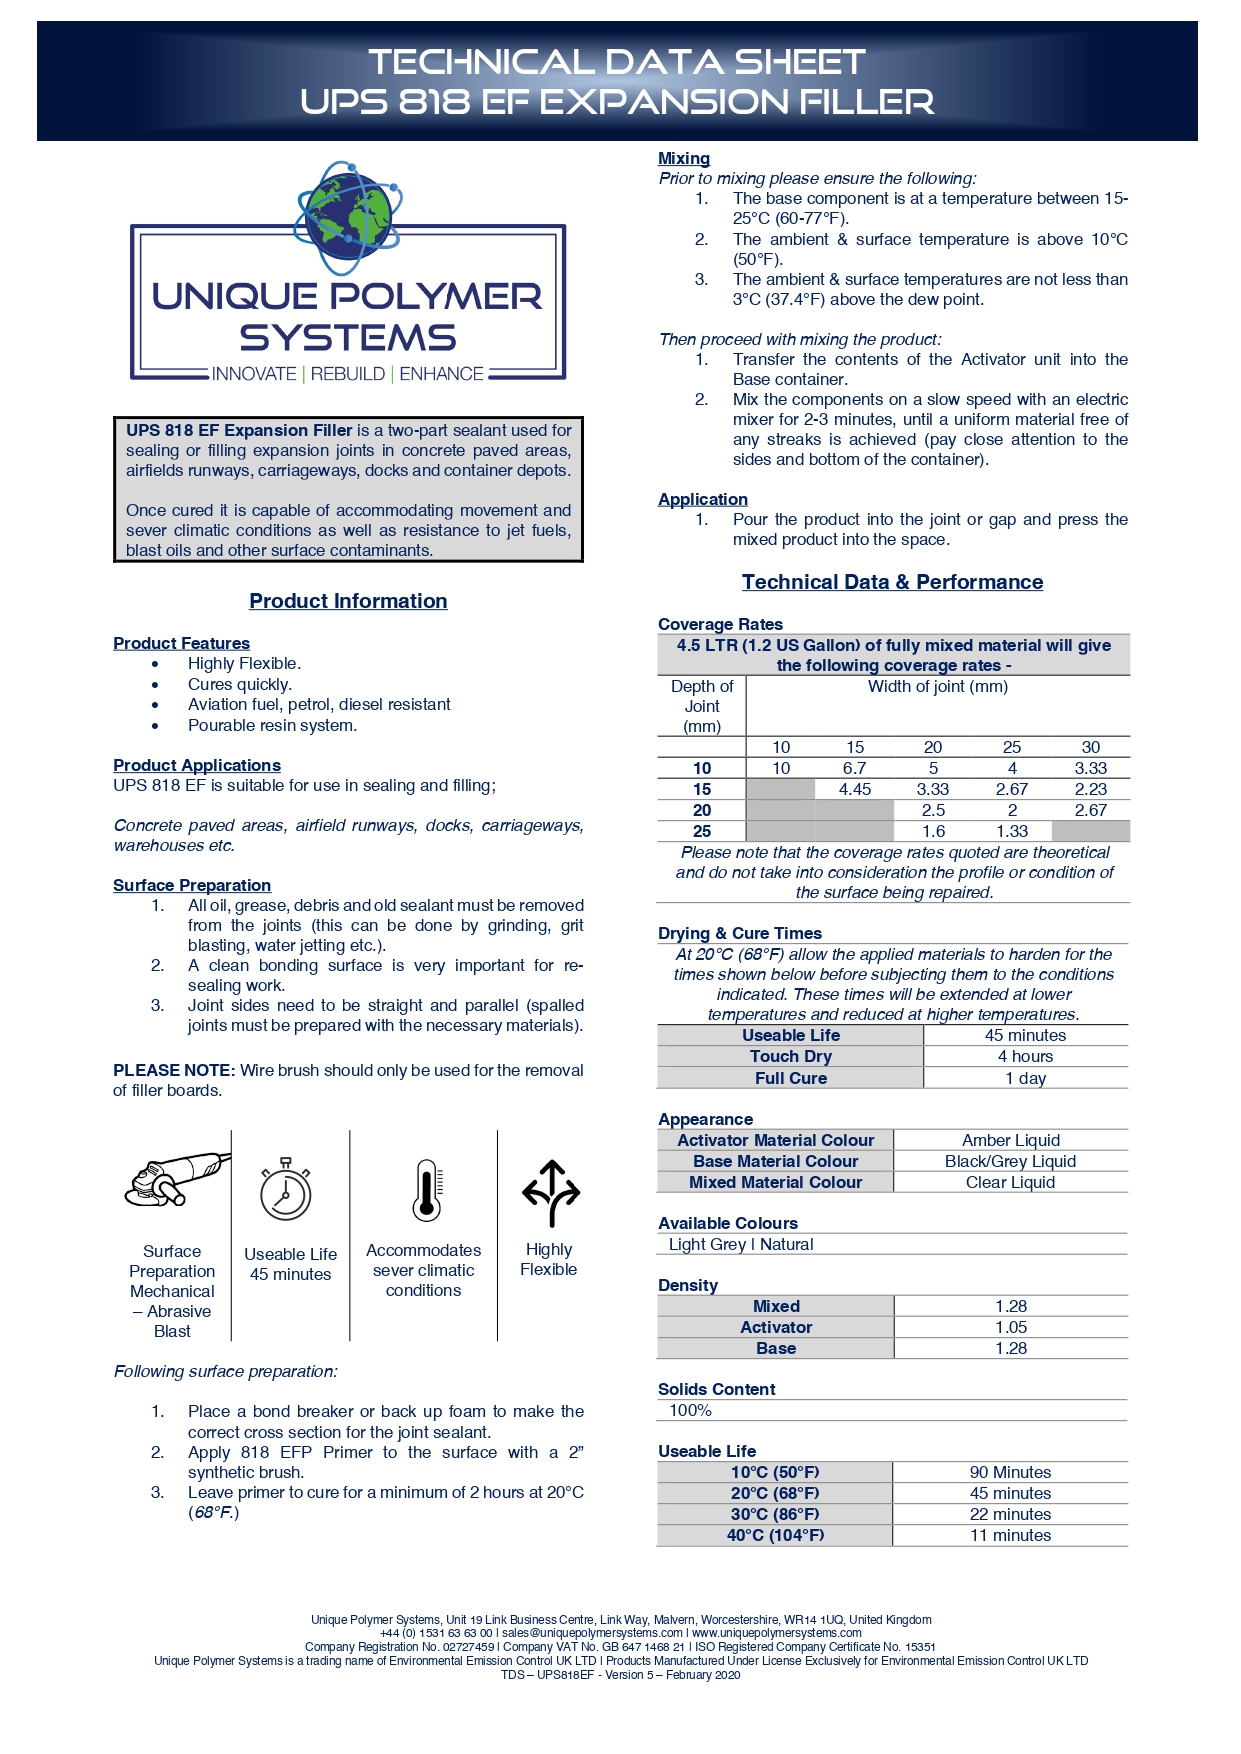 TECHNICAL DATA SHEET
UPS 818 EF EXPANSION FILLER
UNIQUE POLYMER
SYSTEMS
INNOVATE | REBUILD | ENHANCE
UPS 818 EF Expansion Filler is a two-part sealant used for
sealing or filling expansion joints in concrete paved areas,
airfields runways, carriageways, docks and container depots.
Once cured it is capable of accommodating movement and
sever climatic conditions as well as resistance to jet fuels,
blast oils and other surface contaminants.
Product Information
Product Features
• Highly Flexible.
• Cures quickly.
• Aviation fuel, petrol, diesel resistant
• Pourable resin system.
Product Applications
UPS 818 EF is suitable for use in sealing and filling;
Concrete paved areas, airfield runways, docks, carriageways,
warehouses etc.
Surface Preparation
1. All oil, grease, debris and old sealant must be removed
from the joints (this can be done by grinding, grit
blasting, water jetting etc.).
2. A clean bonding surface is very important for re-
sealing work.
3. Joint sides need to be straight and parallel (spalled
joints must be prepared with the necessary materials).
PLEASE NOTE: Wire brush should only be used for the removal
of filler boards.
Surface
Preparation
Mechanical
– Abrasive
Blast
Useable Life
45 minutes
Accommodates
sever climatic
conditions
Highly
Flexible
Following surface preparation:
1. Place a bond breaker or back up foam to make the
correct cross section for the joint sealant.
2. Apply 818 EFP Primer to the surface with a 2”
synthetic brush.
3. Leave primer to cure for a minimum of 2 hours at 20°C
(68°F.)
Mixing
Prior to mixing please ensure the following:
1. The base component is at a temperature between 15-
25°C (60-77°F).
2. The ambient & surface temperature is above 10°C
(50°F).
3. The ambient & surface temperatures are not less than
3°C (37.4°F) above the dew point.
Then proceed with mixing the product:
1. Transfer the contents of the Activator unit into the
Base container.
2. Mix the components on a slow speed with an electric
mixer for 2-3 minutes, until a uniform material free of
any streaks is achieved (pay close attention to the
sides and bottom of the container).
Application
1. Pour the product into the joint or gap and press the
mixed product into the space.
Technical Data & Performance
Coverage Rates
4.5 LTR (1.2 US Gallon) of fully mixed material will give
the following coverage rates -
Depth of
Joint
(mm)
Width of joint (mm)
10 15 20 25 30
10 10 6.7 5 4 3.33
15 4.45 3.33 2.67 2.23
20 2.5 2 2.67
25 1.6 1.33
Please note that the coverage rates quoted are theoretical
and do not take into consideration the profile or condition of
the surface being repaired.
Drying & Cure Times
At 20°C (68°F) allow the applied materials to harden for the
times shown below before subjecting them to the conditions
indicated. These times will be extended at lower
temperatures and reduced at higher temperatures.
Useable Life 45 minutes
Touch Dry 4 hours
Full Cure 1 day
Appearance
Activator Material Colour Amber Liquid
Base Material Colour Black/Grey Liquid
Mixed Material Colour Clear Liquid
Available Colours
Light Grey | Natural
Density
Mixed 1.28
Activator 1.05
Base 1.28
Solids Content
100%
Useable Life
10°C (50°F) 90 Minutes
20°C (68°F) 45 minutes
30°C (86°F) 22 minutes
40°C (104°F) 11 minutes
Unique Polymer Systems, Unit 19 Link Business Centre, Link Way, Malvern, Worcestershire, WR14 1UQ, United Kingdom
+44 (0) 1531 63 63 00 | sales@uniquepolymersystems.com | www.uniquepolymersystems.com
Company Registration No. 02727459 | Company VAT No. GB 647 1468 21 | ISO Registered Company Certificate No. 15351
Unique Polymer Systems is a trading name of Environmental Emission Control UK LTD | Products Manufactured Under License Exclusively for Environmental Emission Control UK LTD
TDS – UPS818EF - Version 5 – February 2020